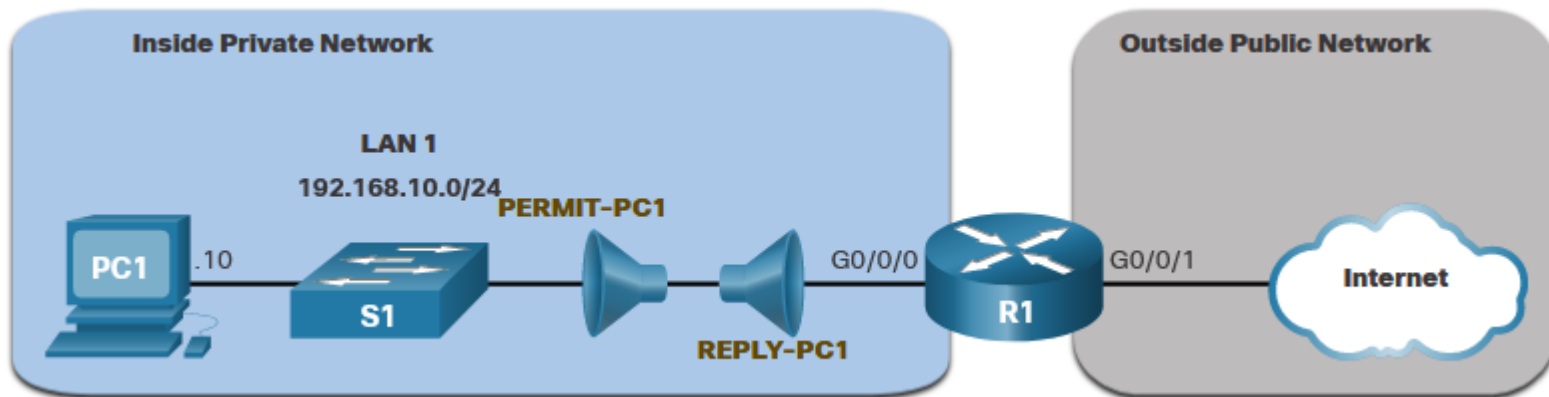 Inside Private Network
Outside Public Network
LAN 1
192.168.10.0/24
PERMIT-PC1
PC1
.10
S1
REPLY-PC1
G0/0/0
R1
G0/0/1
Internet